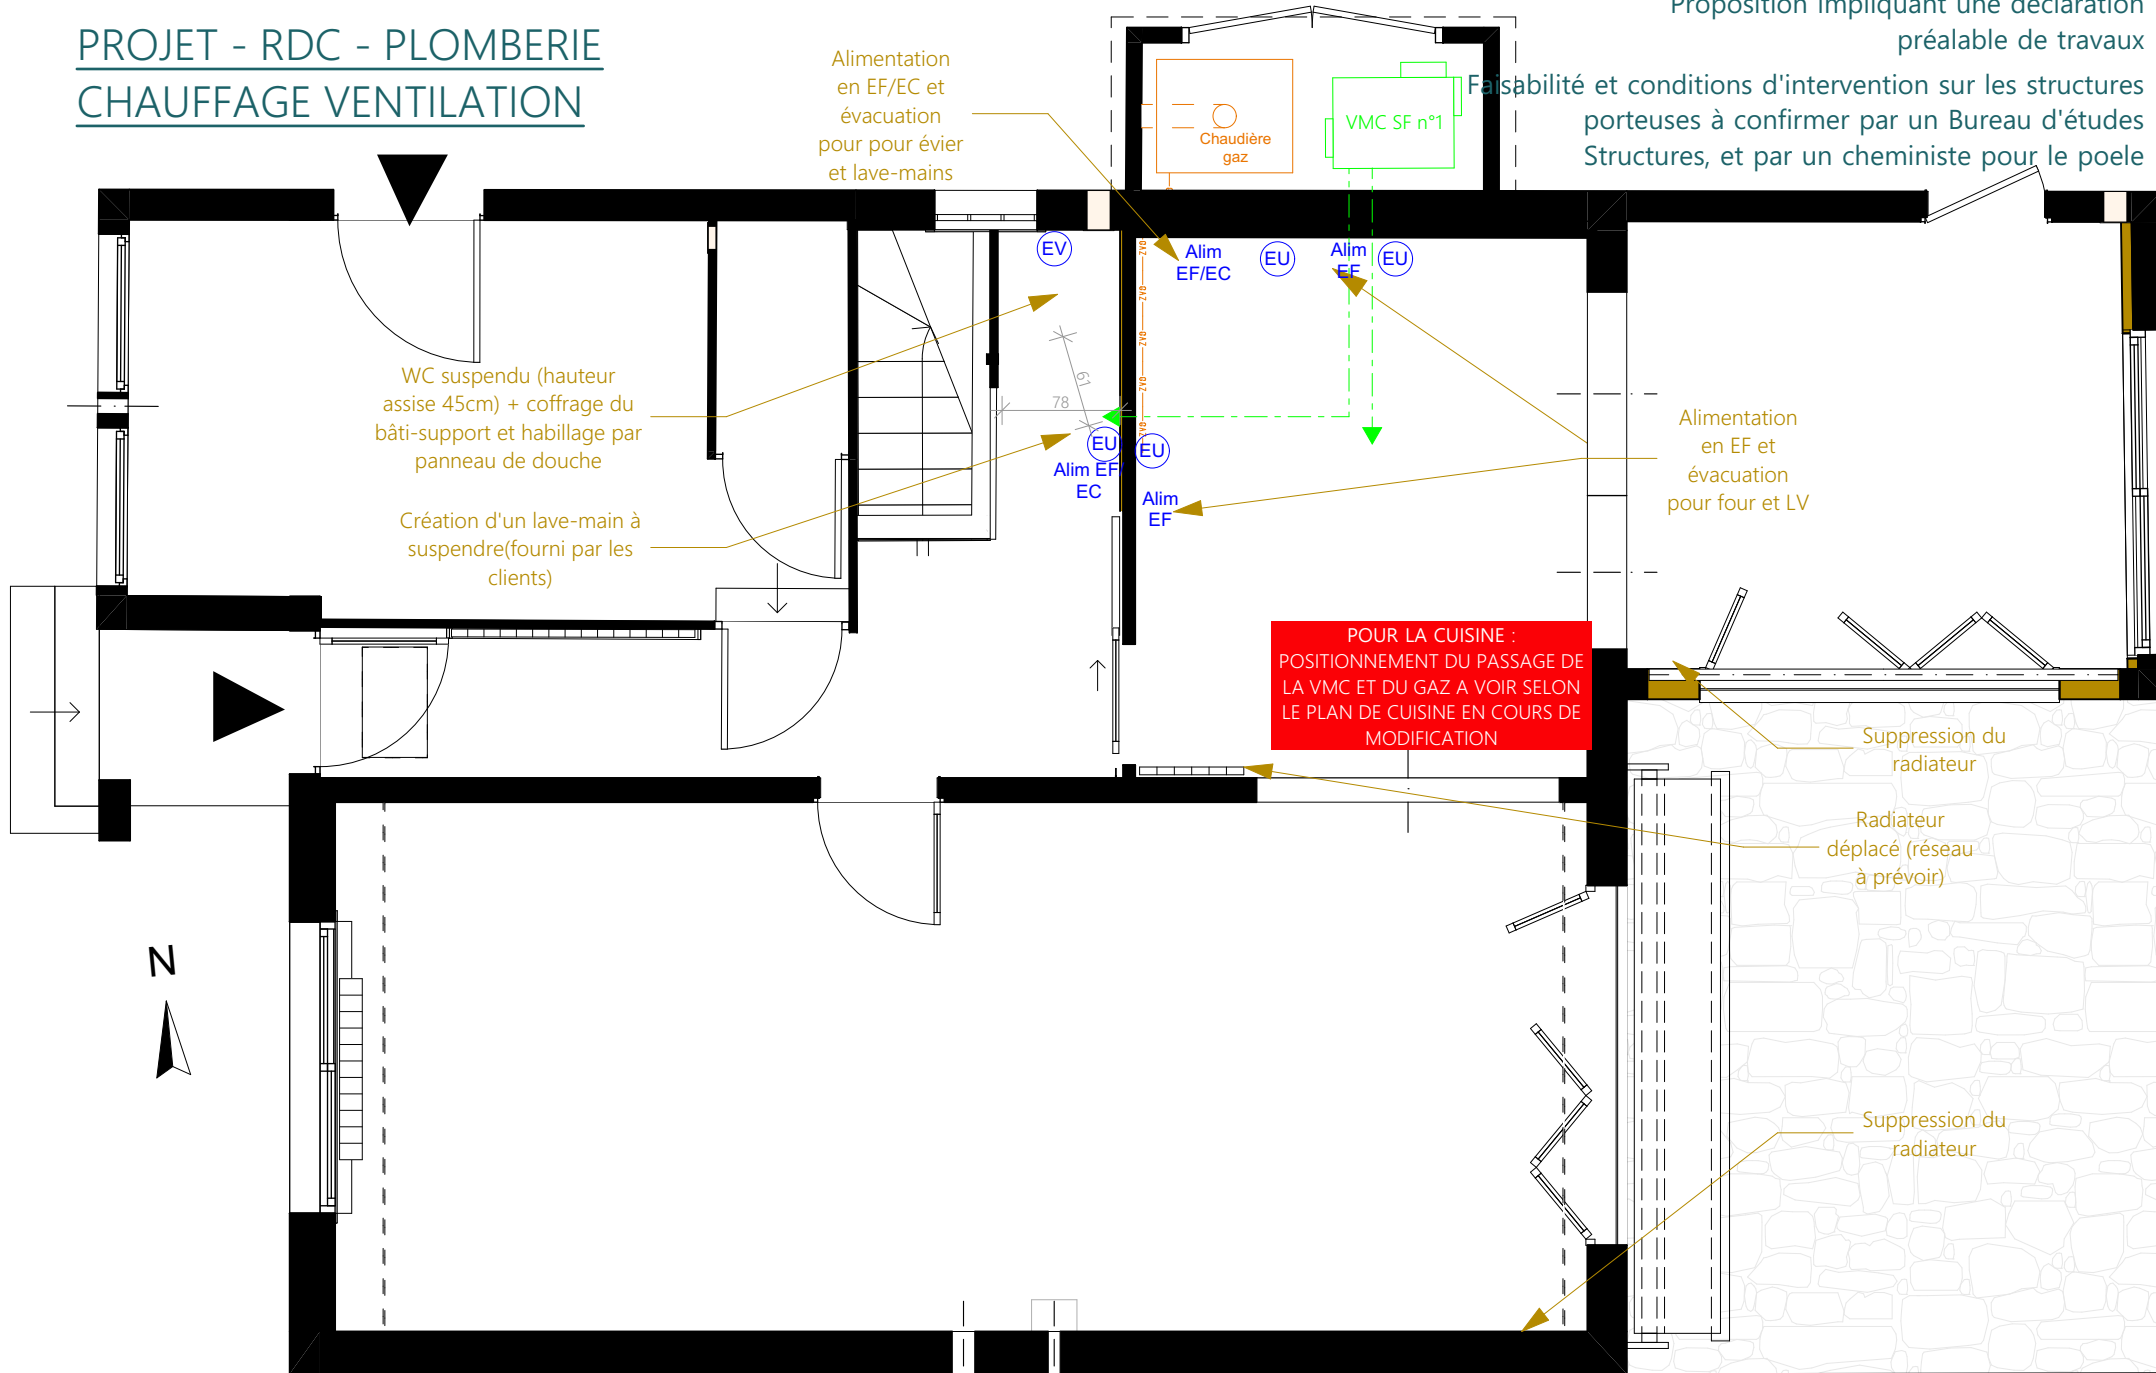 PROJET - RDC - PLOMBERIE
CHAUFFAGE VENTILATION
Proposition impliquant une déclaration
préalable de travaux
Faisabilité et conditions d'intervention sur les structures
porteuses à confirmer par un Bureau d'études
Structures, et par un cheministe pour le poele
Alimentation
en EF/EC et
évacuation
pour pour évier
et lave-mains
Chaudière
gaz
VMC SF n°1
EV
Alim
EF/EC
EU
Alim
EF
EU
GAZ
GAZ
GAZ
GAZ
GAZ
WC suspendu (hauteur
assise 45cm) + coffrage du
bâti-support et habillage par
panneau de douche
61
78
EU
EU
Alim EF/
EC
Alim
EF
Alimentation
en EF et
évacuation
pour four et LV
Création d'un lave-main à
suspendre(fourni par les
clients)
POUR LA CUISINE :
POSITIONNEMENT DU PASSAGE DE
LA VMC ET DU GAZ A VOIR SELON
LE PLAN DE CUISINE EN COURS DE
MODIFICATION
Suppression du
radiateur
Radiateur
déplacé (réseau
à prévoir)
N
Suppression du
radiateur